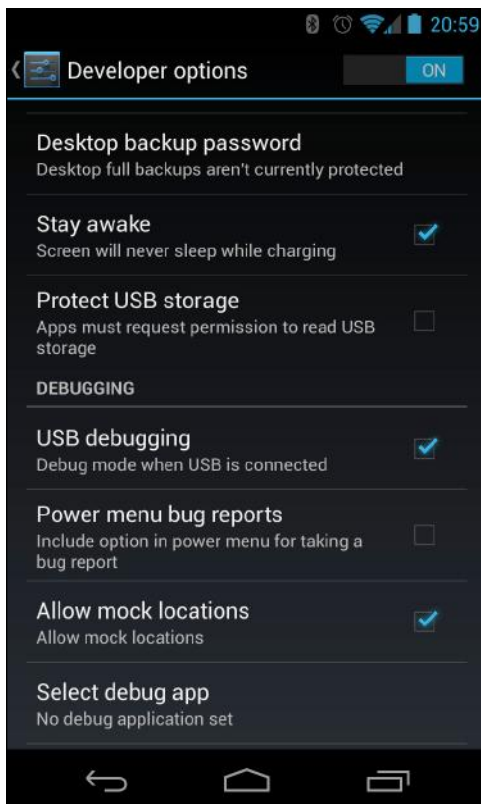 20:59
Developer options
ON
Desktop backup password
Desktop full backups aren't currently protected
Stay awake
Screen will never sleep while charging
Protect USB storage
Apps must request permission to read USB
storage
DEBUGGING
USB debugging
Debug mode when USB is connected
Power menu bug reports
Include option in power menu for taking a
bug report
Allow mock locations
Allow mock locations
Select debug app
No debug application set